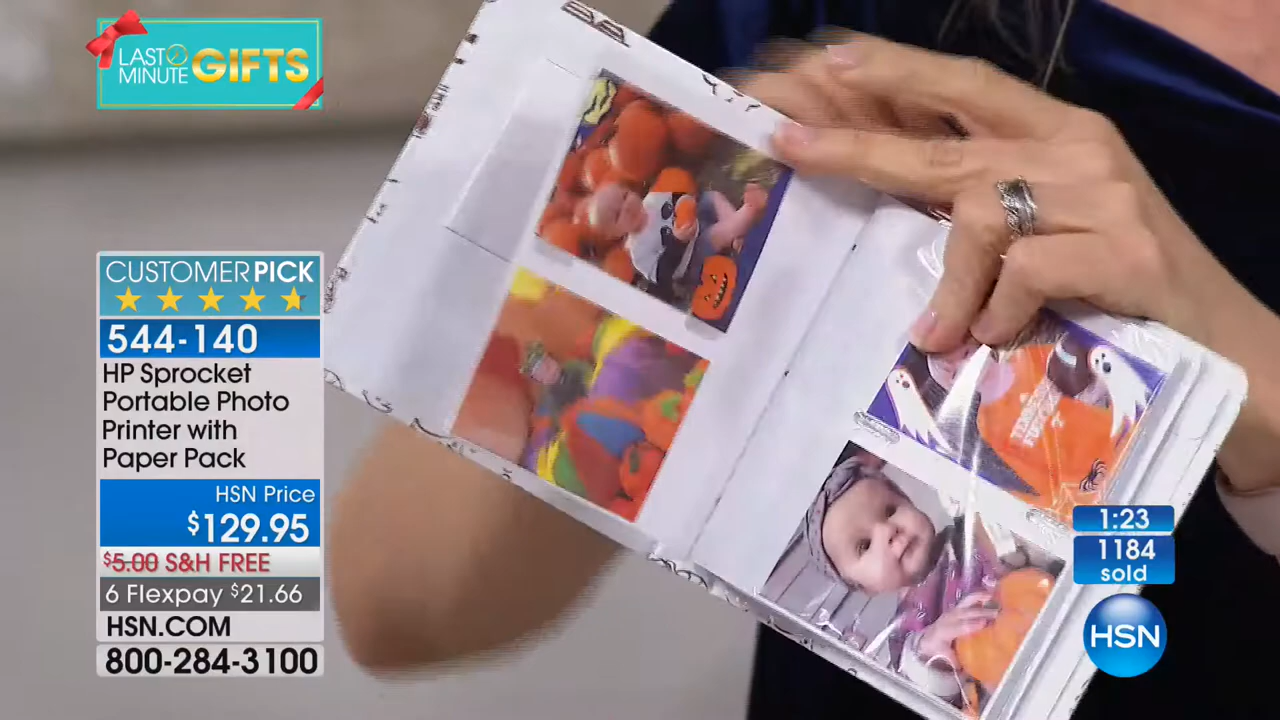 LAST
MINUTE
GIFTS
CUSTOMER PICK
544-140
HP Sprocket
Portable Photo
Printer with
Paper Pack
HSN Price
$129.95
$5.00 S&H FREE
6 Flexpay $21.66
HSN.COM
800-284-3100
1:23
1184
sold
HSN